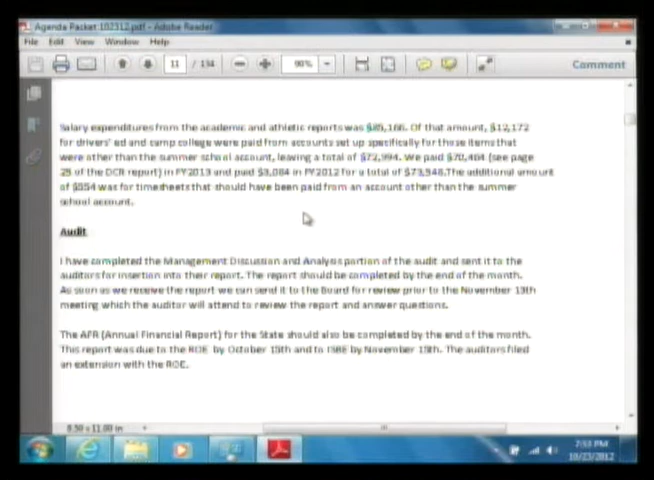 Agenda Packet 102312.pdf - Adobe Reader
File Edit View Window Help
11 / 134 90% Comment
Salary expenditures from the academic and athletic reports was $85,166. Of that amount, $12,172
for drivers' ed and camp college were paid from accounts set up specifically for those items that
were other than the summer school account, leaving a total of $72,994. We paid $70,464 (see page
25 of the DCR report) in FY2013 and paid $3,084 in FY2012 for a total of $73,548.The additional amount
of $554 was for timesheets that should have been paid from an account other than the summer
school account.
Audit
I have completed the Management Discussion and Analysis portion of the audit and sent it to the
auditors for insertion into their report. The report should be completed by the end of the month.
As soon as we receive the report we can send it to the Board for review prior to the November 13th
meeting which the auditor will attend to review the report and answer questions.
The AFR (Annual Financial Report) for the State should also be completed by the end of the month.
This report was due to the ROE by October 15th and to ISBE by November 15th. The auditors filed
an extension with the ROE.
8.50 x 11.00 in
7:53 PM
10/23/2012